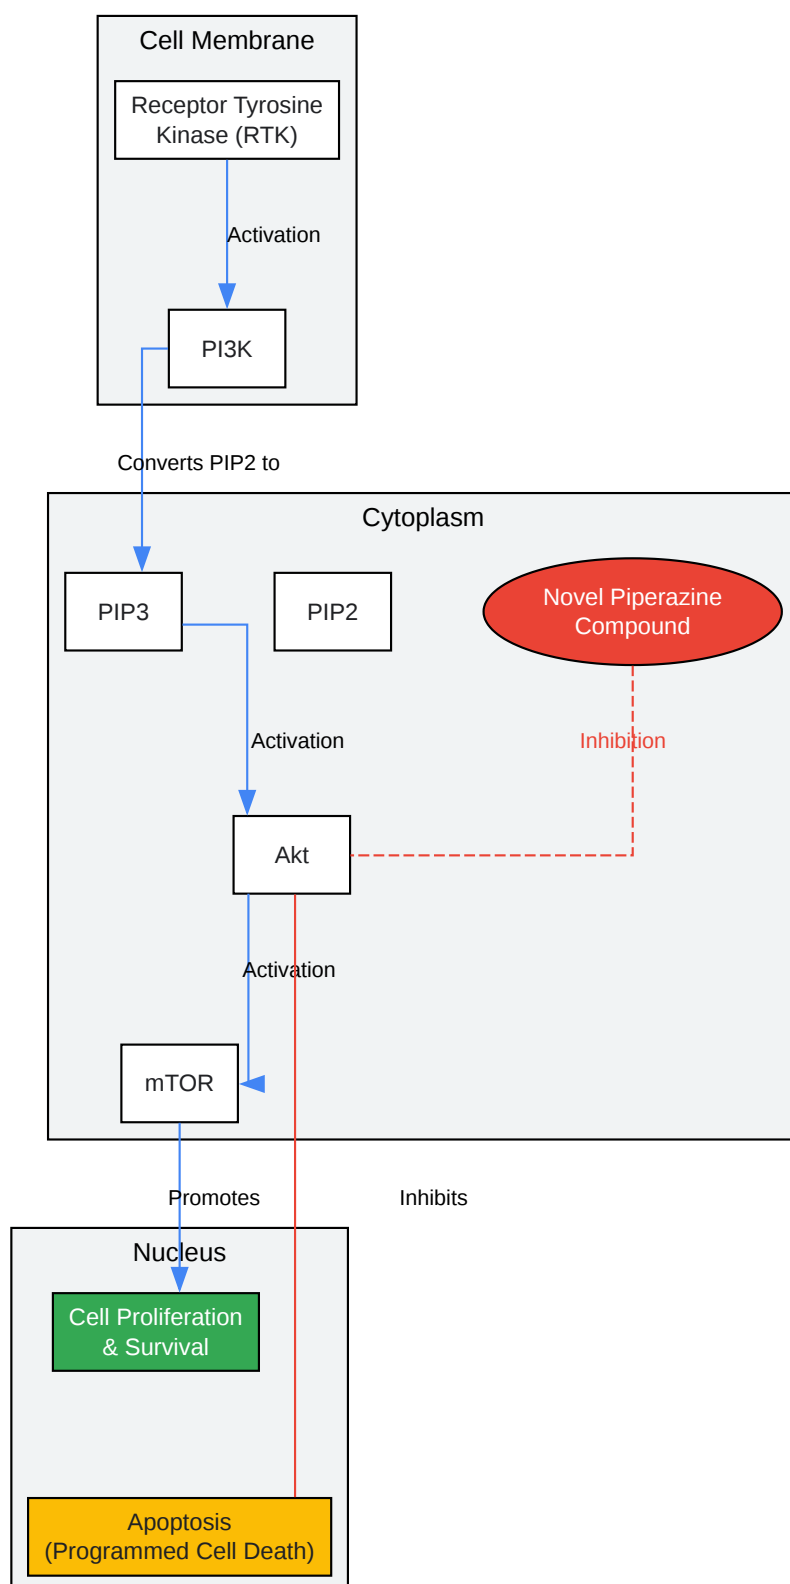 Cell Membrane
Receptor Tyrosine
Kinase (RTK)
Activation
PI3K
Converts PIP2 to
Cytoplasm
PIP3
PIP2
Novel Piperazine
Compound
Activation
Inhibition
Akt
Activation
mTOR
Promotes
Inhibits
Nucleus
Cell Proliferation
& Survival
Apoptosis
(Programmed Cell Death)